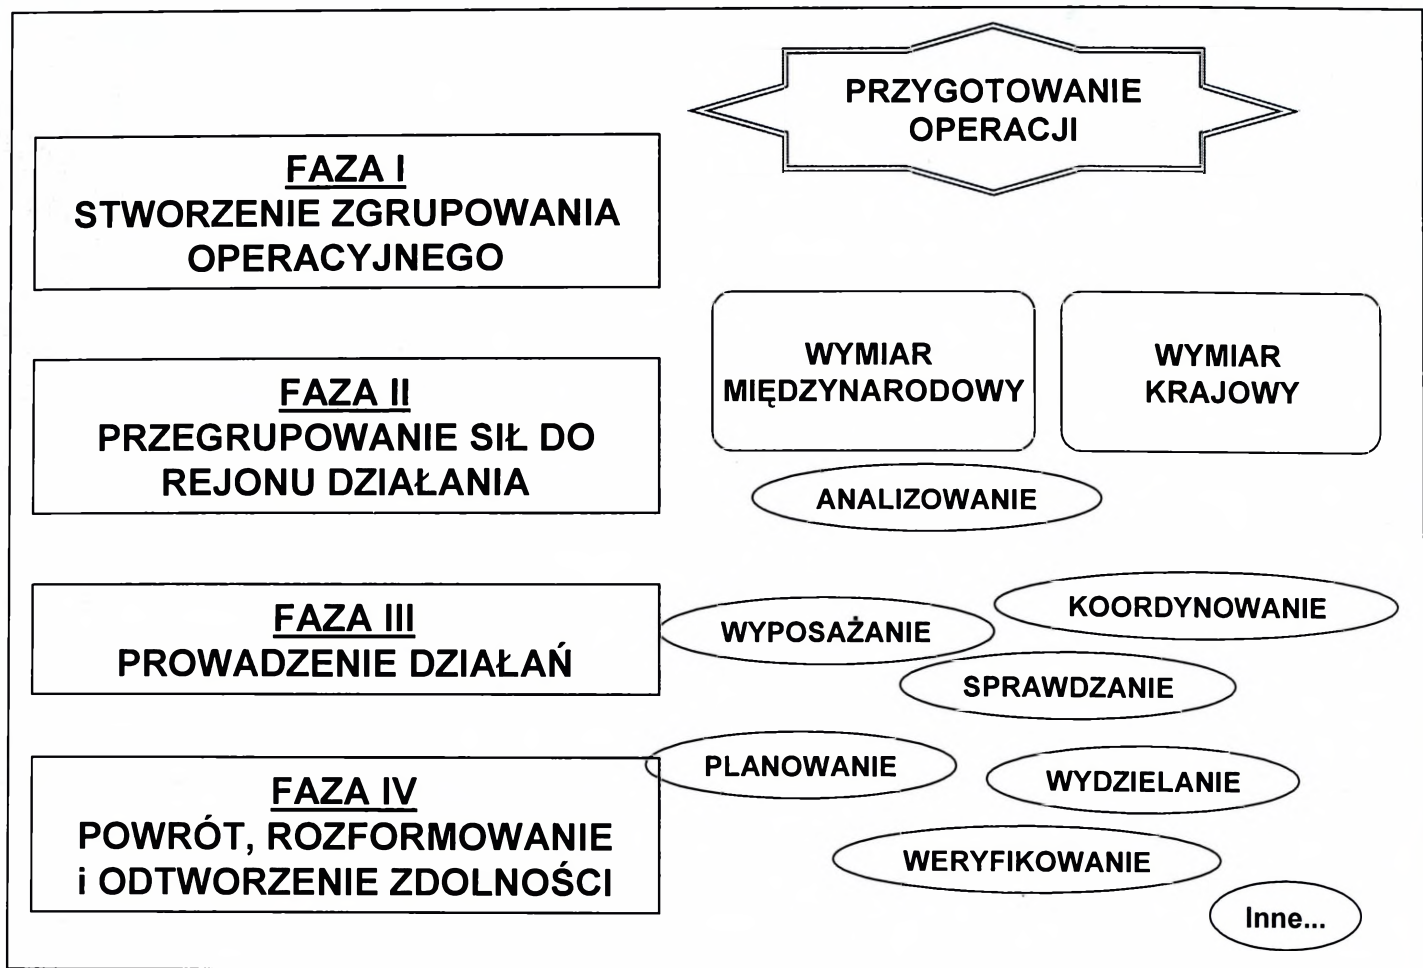 PRZYGOTOWANIE
OPERACJI
FAZA I
STWORZENIE ZGRUPOWANIA
OPERACYJNEGO
FAZA II
PRZEGRUPOWANIE SIŁ DO
REJONU DZIAŁANIA
FAZA III
PROWADZENIE DZIAŁAŃ
FAZA IV
POWRÓT, ROZFORMOWANIE
i ODTWORZENIE ZDOLNOŚCI
WYMIAR
MIĘDZYNARODOWY
WYMIAR
KRAJOWY
ANALIZOWANIE
WYPOSAŻANIE
KOORDYNOWANIE
SPRAWDZANIE
PLANOWANIE
WYDZIELANIE
WERYFIKOWANIE
Inne...